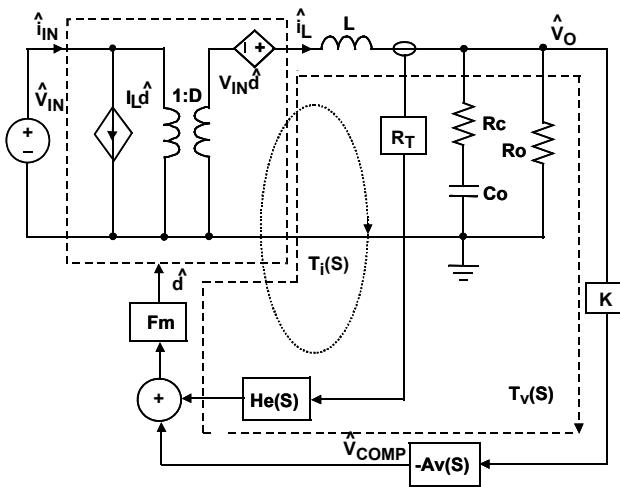 î_IN
î_L
L
V̂_O
V_IN d̂
V̂_IN
I_L d̂
1:D
+
−
R_T
Rc
Ro
Co
T_i(S)
d̂
K
Fm
+
He(S)
T_v(S)
V̂_COMP
-Av(S)